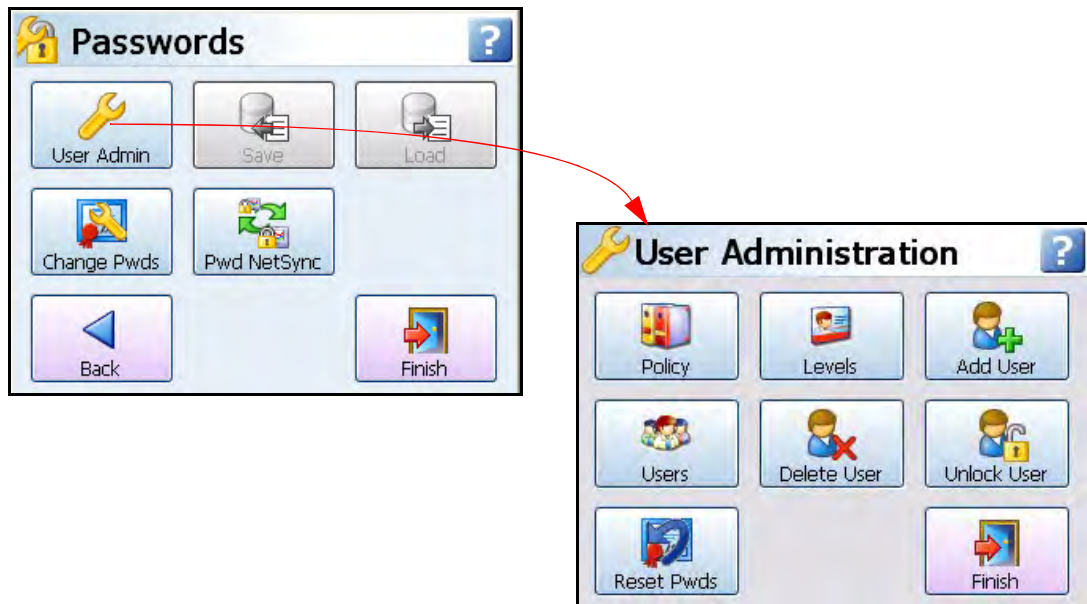 Passwords ?
User Admin Save Load
Change Pwds Pwd NetSync
Back Finish
User Administration ?
Policy Levels Add User
Users Delete User Unlock User
Reset Pwds Finish